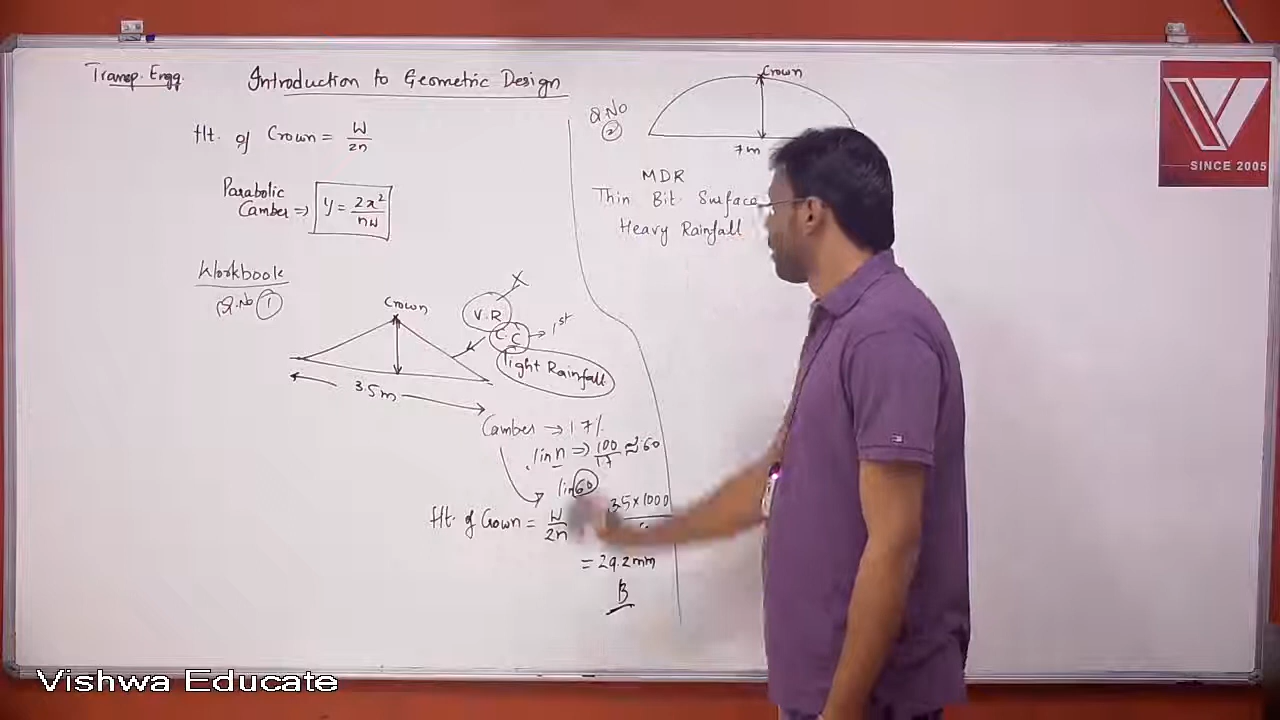 Transp. Engg.
Introduction to Geometric Design
Ht. of Crown = W/2n
Parabolic
Camber ⇒ y = 2x²/nW
Workbook
Q.No 1
Crown
V.R
C.C → 1st
light Rainfall
3.5m
Camber → 1.7%
1 in n ⇒ 100/1.7 ≈ 60
1 in 60
Ht. of Crown = W/2n
3.5 x 1000
= 29.2mm
B
Q.No
2
Crown
7m
MDR
Thin Bit. Surface
Heavy Rainfall
SINCE 2005
Vishwa Educate